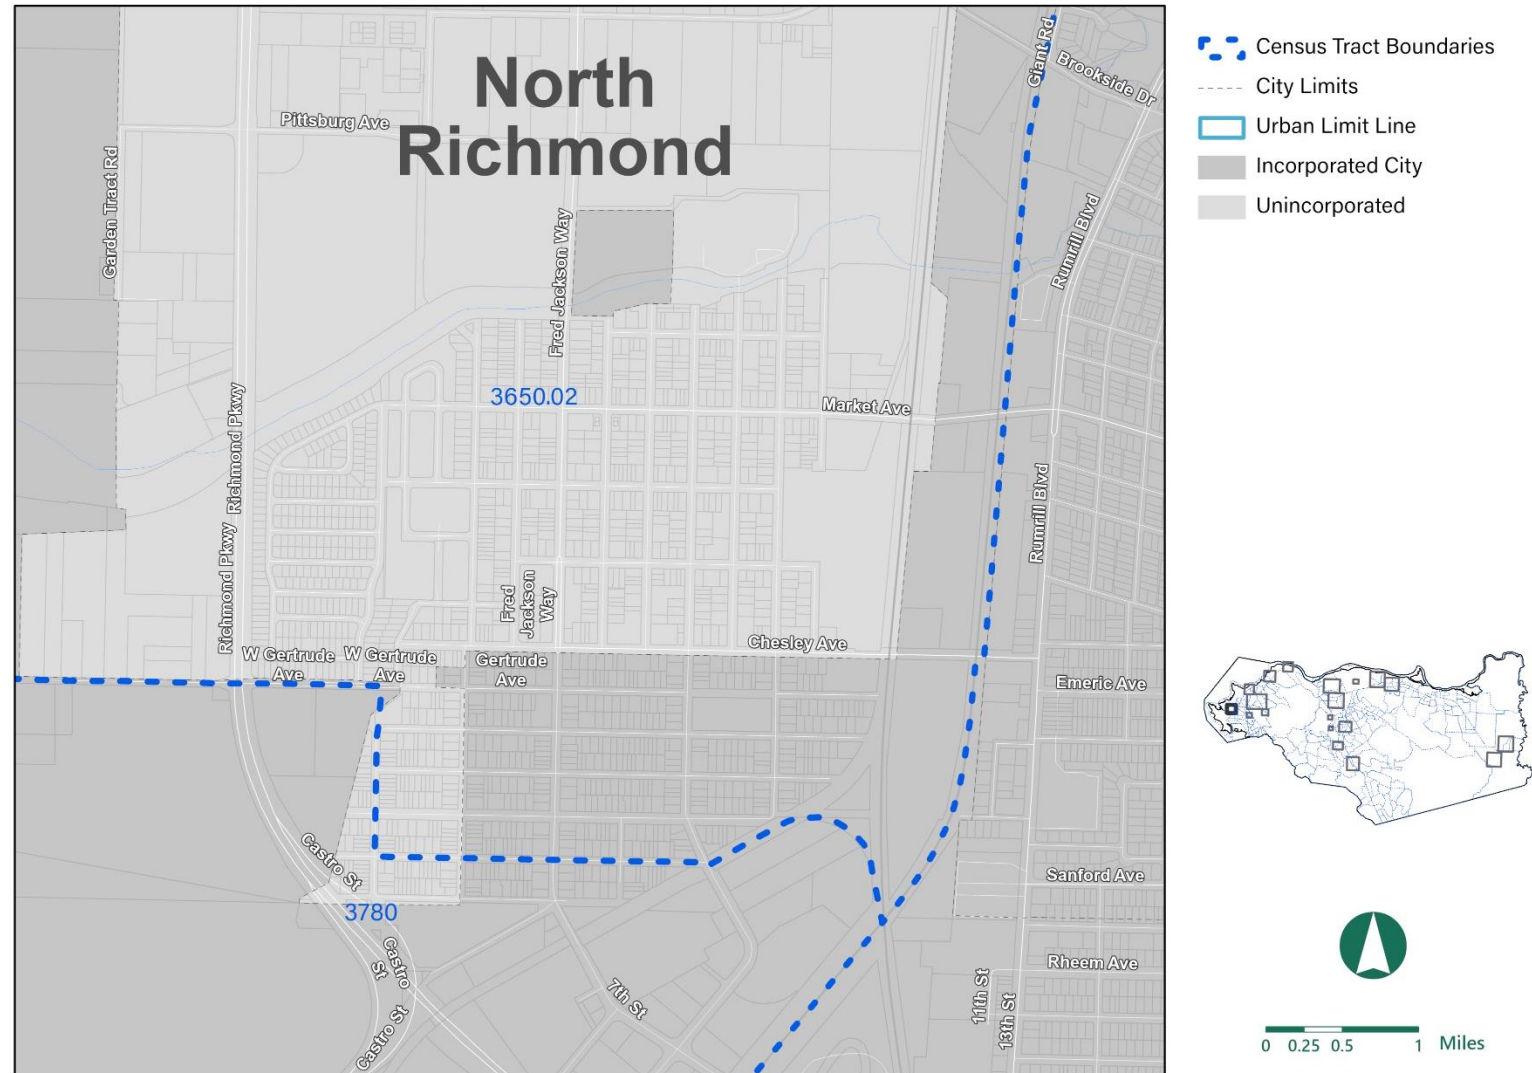 North
Richmond
Giant Rd
Brookside Dr
Pittsburg Ave
Garden Tract Rd
Fred Jackson Way
Rumrill Blvd
3650.02
Market Ave
Richmond Pkwy
Rumrill Blvd
Richmond Pkwy
Fred
Jackson
Way
Chesley Ave
W Gertrude
Ave
W Gertrude
Ave
Gertrude
Ave
Emeric Ave
Castro St
Sanford Ave
3780
Castro
St
Rheem Ave
7th St
11th St
13th St
Castro St
Census Tract Boundaries
City Limits
Urban Limit Line
Incorporated City
Unincorporated
0 0.25 0.5 1 Miles